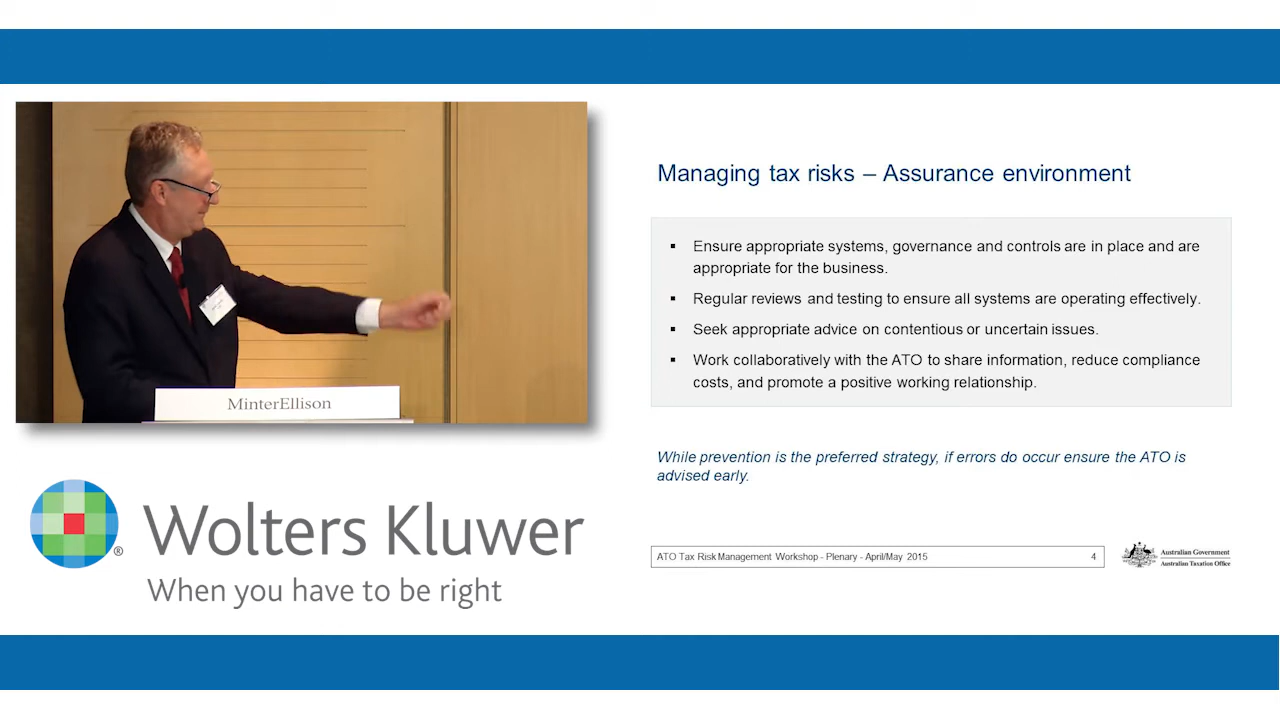 MinterEllison
Wolters Kluwer
®
When you have to be right
Managing tax risks – Assurance environment
▪ Ensure appropriate systems, governance and controls are in place and are
appropriate for the business.
▪ Regular reviews and testing to ensure all systems are operating effectively.
▪ Seek appropriate advice on contentious or uncertain issues.
▪ Work collaboratively with the ATO to share information, reduce compliance
costs, and promote a positive working relationship.
While prevention is the preferred strategy, if errors do occur ensure the ATO is
advised early.
ATO Tax Risk Management Workshop - Plenary - April/May 2015 4
Australian Government
Australian Taxation Office